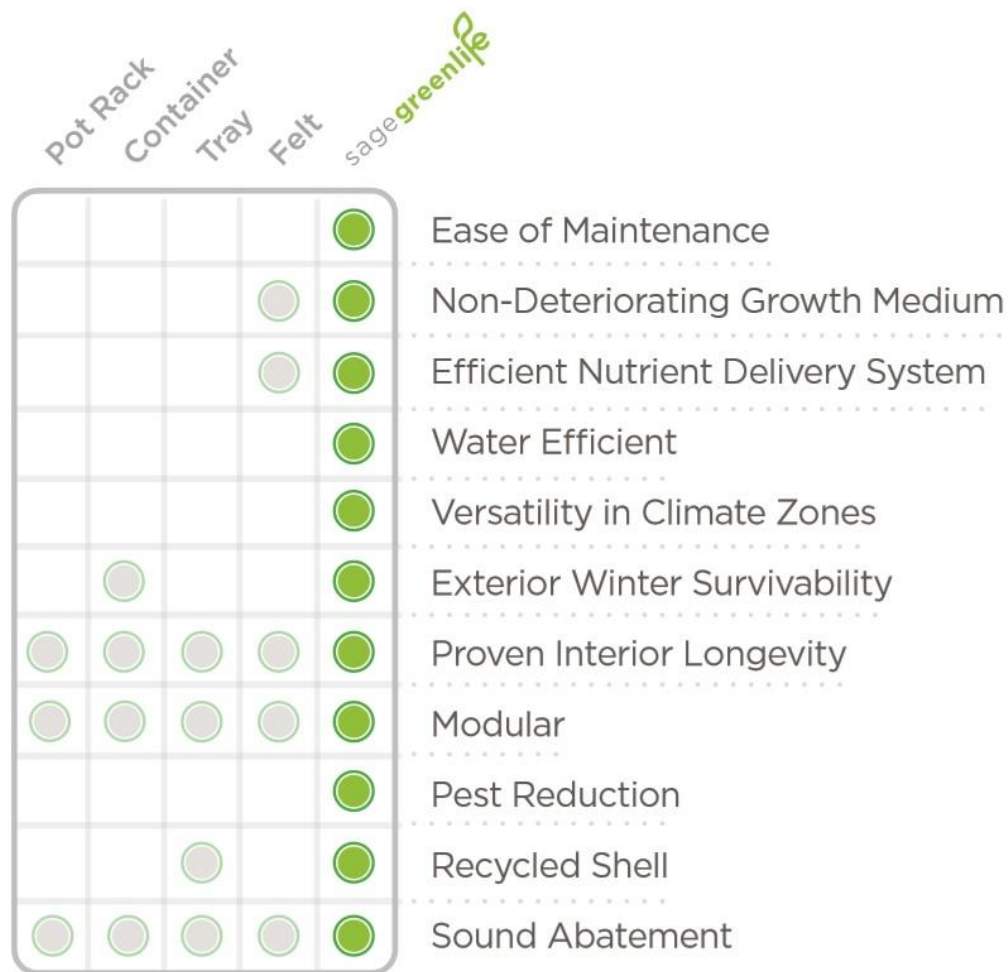 Pot Rack
Container
Tray
Felt
sagegreenlife
Ease of Maintenance
Non-Deteriorating Growth Medium
Efficient Nutrient Delivery System
Water Efficient
Versatility in Climate Zones
Exterior Winter Survivability
Proven Interior Longevity
Modular
Pest Reduction
Recycled Shell
Sound Abatement